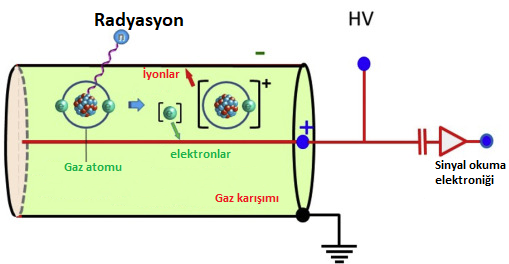 Radyasyon
HV
n
İyonlar
-
+
e
e
e
e
+
Gaz atomu
elektronlar
Gaz karışımı
Sinyal okuma
elektroniği